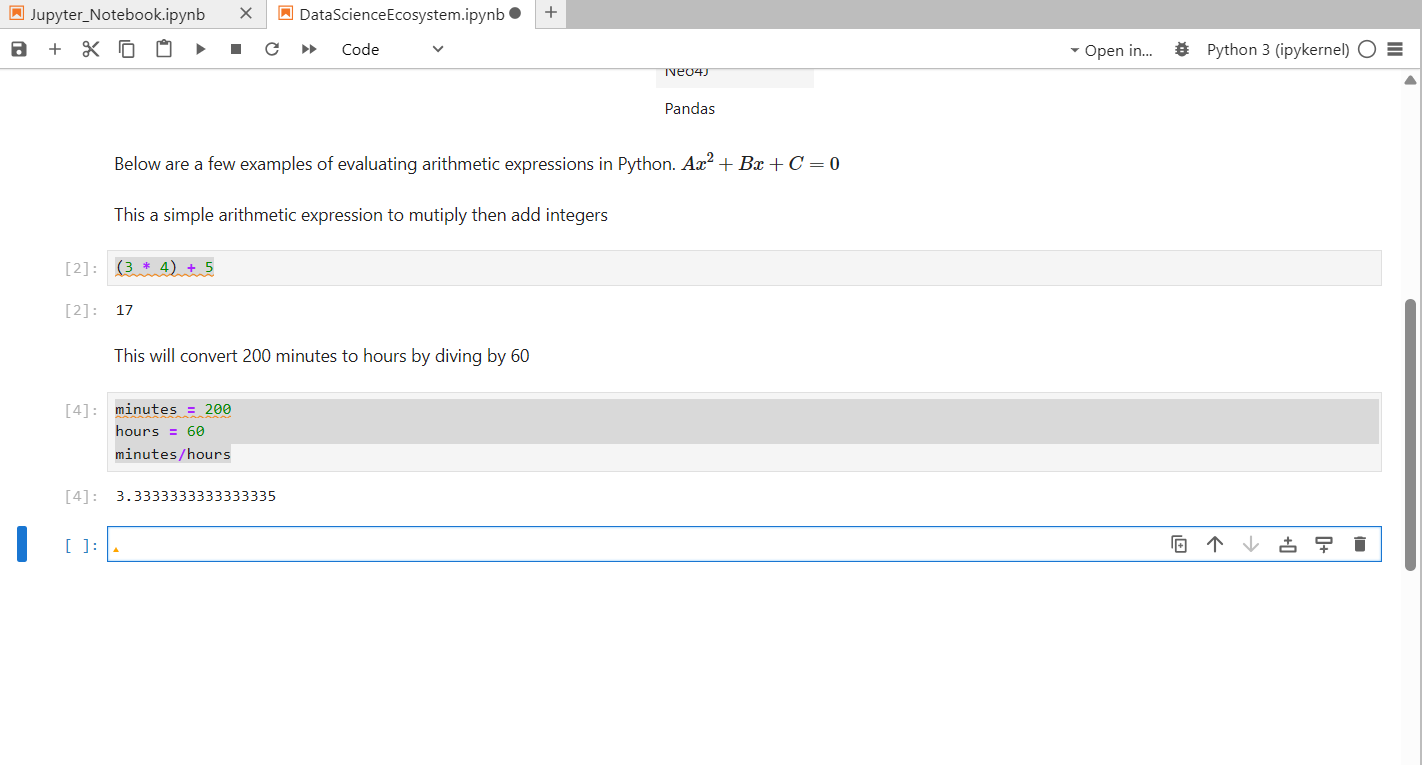 Jupyter_Notebook.ipynb
DataScienceEcosystem.ipynb
Code
Open in...
Python 3 (ipykernel)
Neo4J
Pandas
Below are a few examples of evaluating arithmetic expressions in Python. Ax² + Bx + C = 0
This a simple arithmetic expression to mutiply then add integers
[2]: (3 * 4) + 5
[2]: 17
This will convert 200 minutes to hours by diving by 60
[4]: minutes = 200
hours = 60
minutes/hours
[4]: 3.3333333333333335
[ ]: